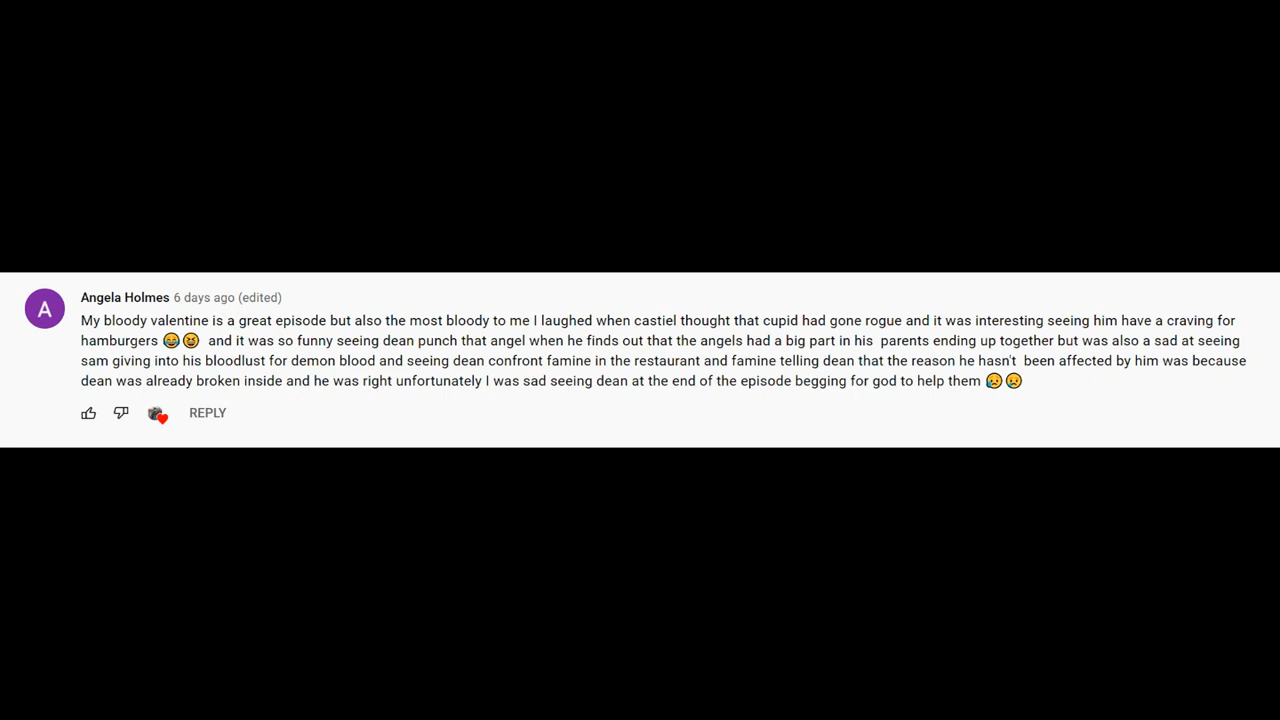 A
Angela Holmes 6 days ago (edited)
My bloody valentine is a great episode but also the most bloody to me I laughed when castiel thought that cupid had gone rogue and it was interesting seeing him have a craving for
hamburgers 😂😆 and it was so funny seeing dean punch that angel when he finds out that the angels had a big part in his  parents ending up together but was also a sad at seeing
sam giving into his bloodlust for demon blood and seeing dean confront famine in the restaurant and famine telling dean that the reason he hasn't  been affected by him was because
dean was already broken inside and he was right unfortunately I was sad seeing dean at the end of the episode begging for god to help them 😥😢
REPLY